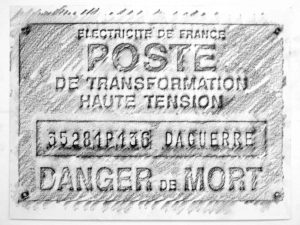 ELECTRICITE DE FRANCE
POSTE
DE TRANSFORMATION
HAUTE TENSION
35281P136 DAGUERRE
DANGER DE MORT